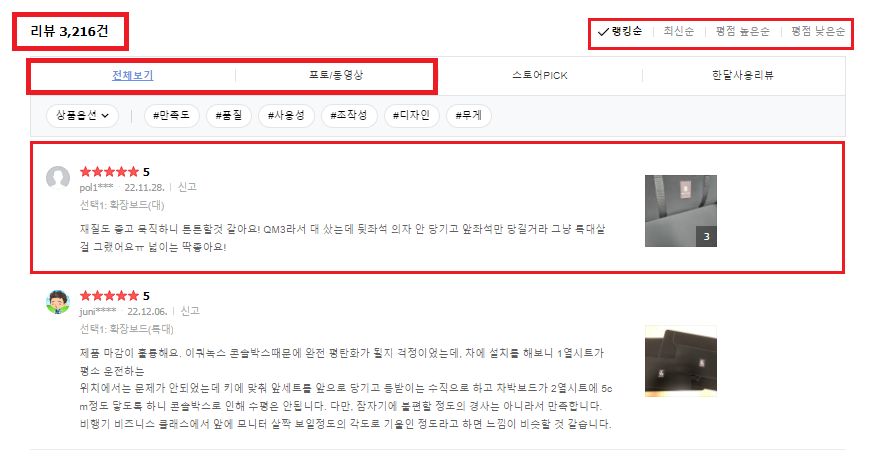 리뷰 3,216건
랭킹순 최신순 평점 높은순 평점 낮은순
전체보기 포토/동영상 스토어PICK 한달사용리뷰
상품옵션 #만족도 #품질 #사용성 #조작성 #디자인 #무게
5
pol1*** · 22.11.28. 신고
선택1: 확장보드(대)
재질도 좋고 묵직하니 튼튼할것 같아요! QM3라서 대 샀는데 뒷좌석 의자 안 당기고 앞좌석만 당길거라 그냥 특대살
걸 그랬어요ㅠ 넓이는 딱좋아요!
3
5
juni**** · 22.12.06. 신고
선택1: 확장보드(특대)
제품 마감이 훌륭해요. 이쿼녹스 콘솔박스때문에 완전 평탄화가 될지 걱정이었는데, 차에 설치를 해보니 1열시트가
평소 운전하는
위치에서는 문제가 안되었는데 키에 맞춰 앞세트를 앞으로 당기고 등받이는 수직으로 하고 차박보드가 2열시트에 5c
m정도 닿도록 하니 콘솔박스로 인해 수평은 안됩니다. 다만, 잠자기에 불편할 정도의 경사는 아니라서 만족합니다.
비행기 비즈니스 클래스에서 앞에 모니터 살짝 보일정도의 각도로 기울인 정도라고 하면 느낌이 비슷할 것 같습니다.